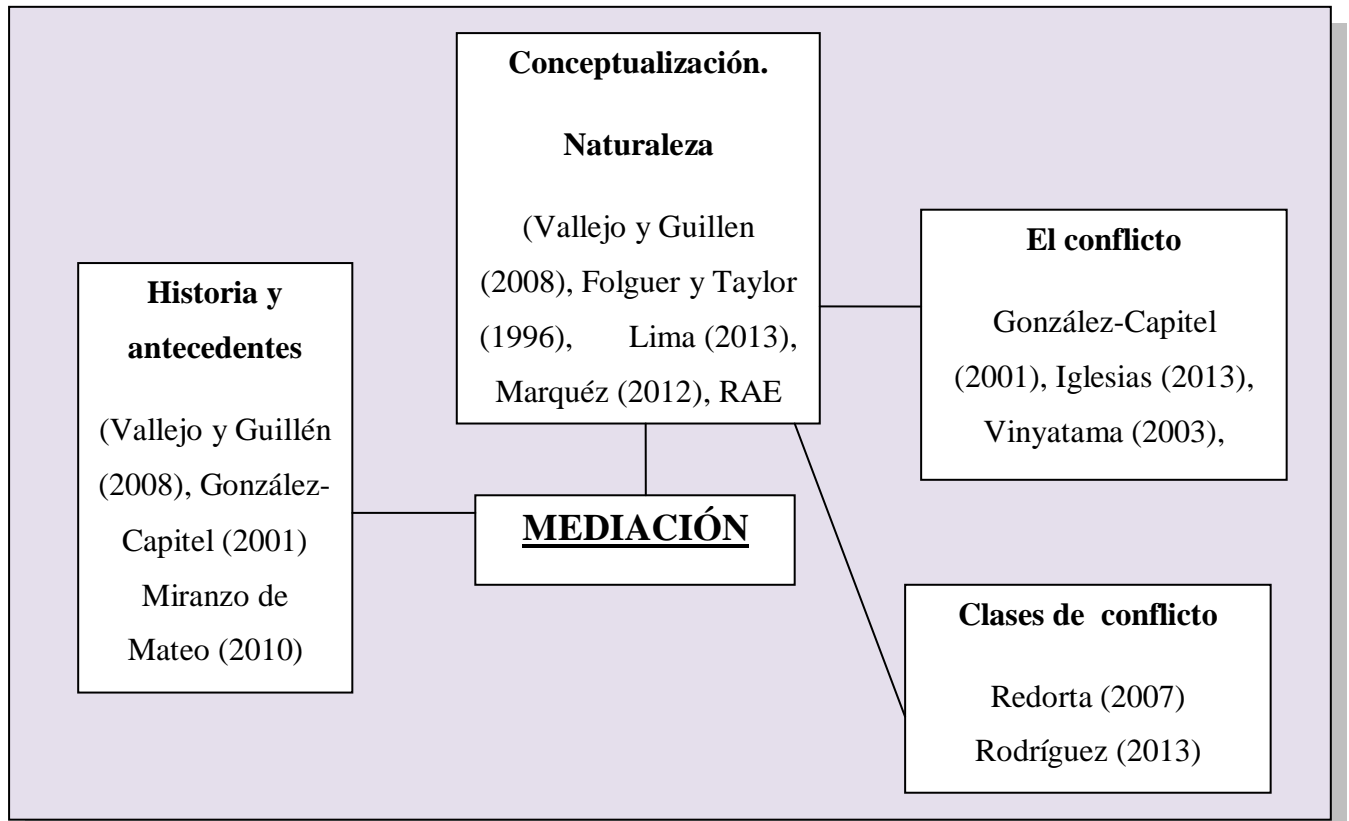 Conceptualización.
Naturaleza
(Vallejo y Guillen
(2008), Folguer y Taylor
(1996), Lima (2013),
Marquéz (2012), RAE
El conflicto
González-Capitel
(2001), Iglesias (2013),
Vinyatama (2003),
Historia y
antecedentes
(Vallejo y Guillén
(2008), González-
Capitel (2001)
Miranzo de
Mateo (2010)
MEDIACIÓN
Clases de conflicto
Redorta (2007)
Rodríguez (2013)